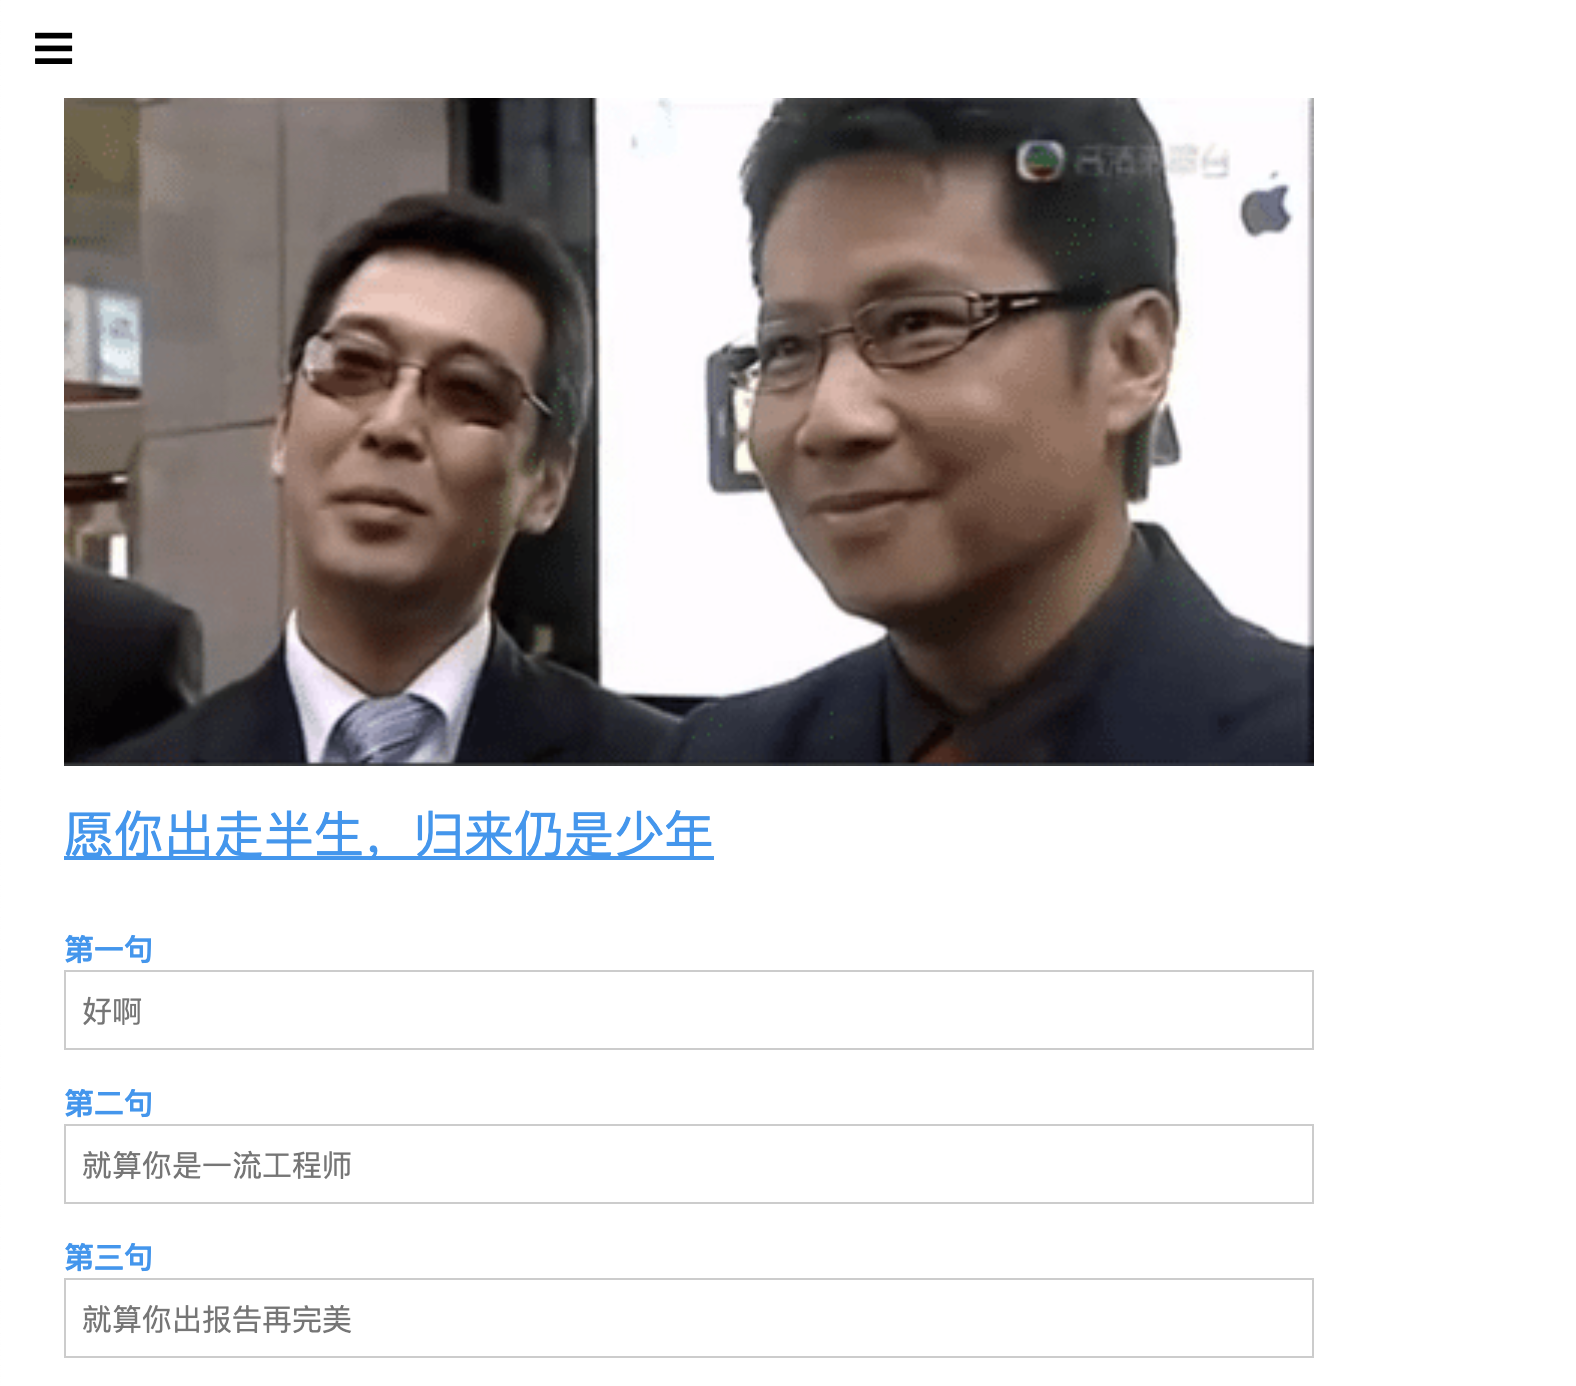 愿你出走半生，归来仍是少年
第一句
好啊
第二句
就算你是一流工程师
第三句
就算你出报告再完美